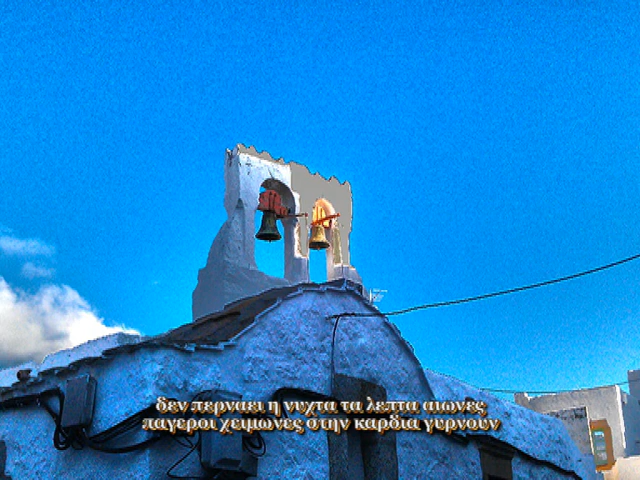 δεν περναει η νυχτα τα λεπτα αιωνες
παγεροι χειμωνες στην καρδια γυρνουν